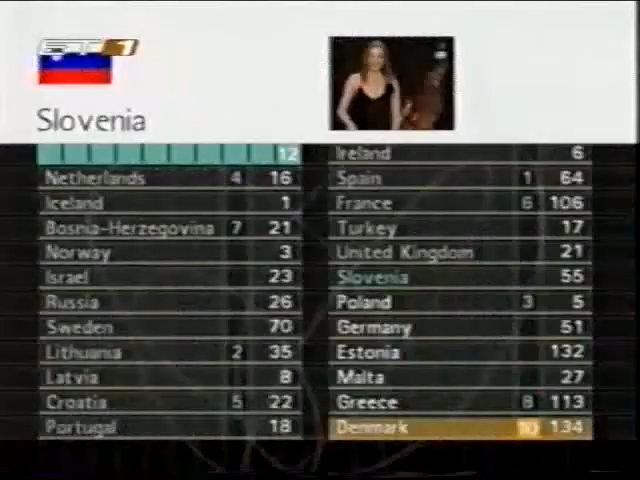 ET1
Slovenia
12
Netherlands 4 16
Iceland 1
Bosnia-Herzegovina 7 21
Norway 3
Israel 23
Russia 26
Sweden 70
Lithuania 2 35
Latvia 8
Croatia 5 22
Portugal 18
Ireland 6
Spain 1 64
France 6 106
Turkey 17
United Kingdom 21
Slovenia 55
Poland 3 5
Germany 51
Estonia 132
Malta 27
Greece 8 113
Denmark 10 134